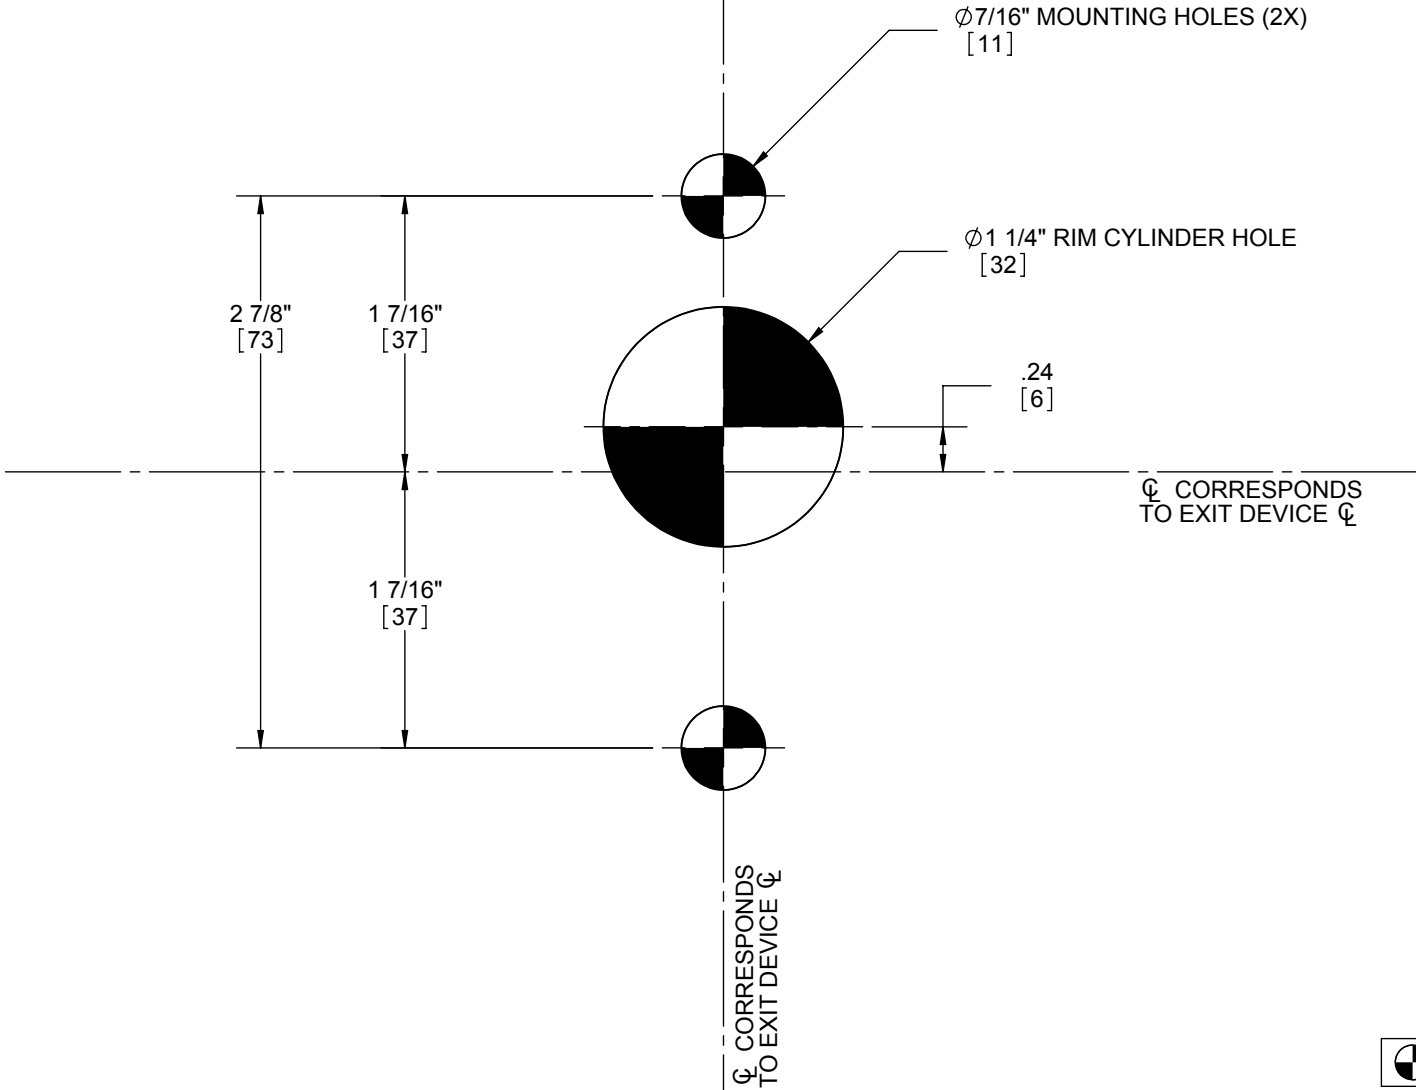 ⌀7/16" MOUNTING HOLES (2X)
[11]
⌀1 1/4" RIM CYLINDER HOLE
[32]
2 7/8"
[73]
1 7/16"
[37]
.24
[6]
℄ CORRESPONDS
TO EXIT DEVICE ℄
1 7/16"
[37]
℄ CORRESPONDS
TO EXIT DEVICE ℄